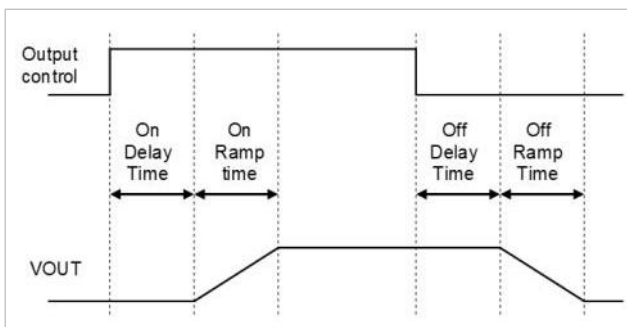 Output
control
On
Delay
Time
On
Ramp
time
Off
Delay
Time
Off
Ramp
Time
VOUT